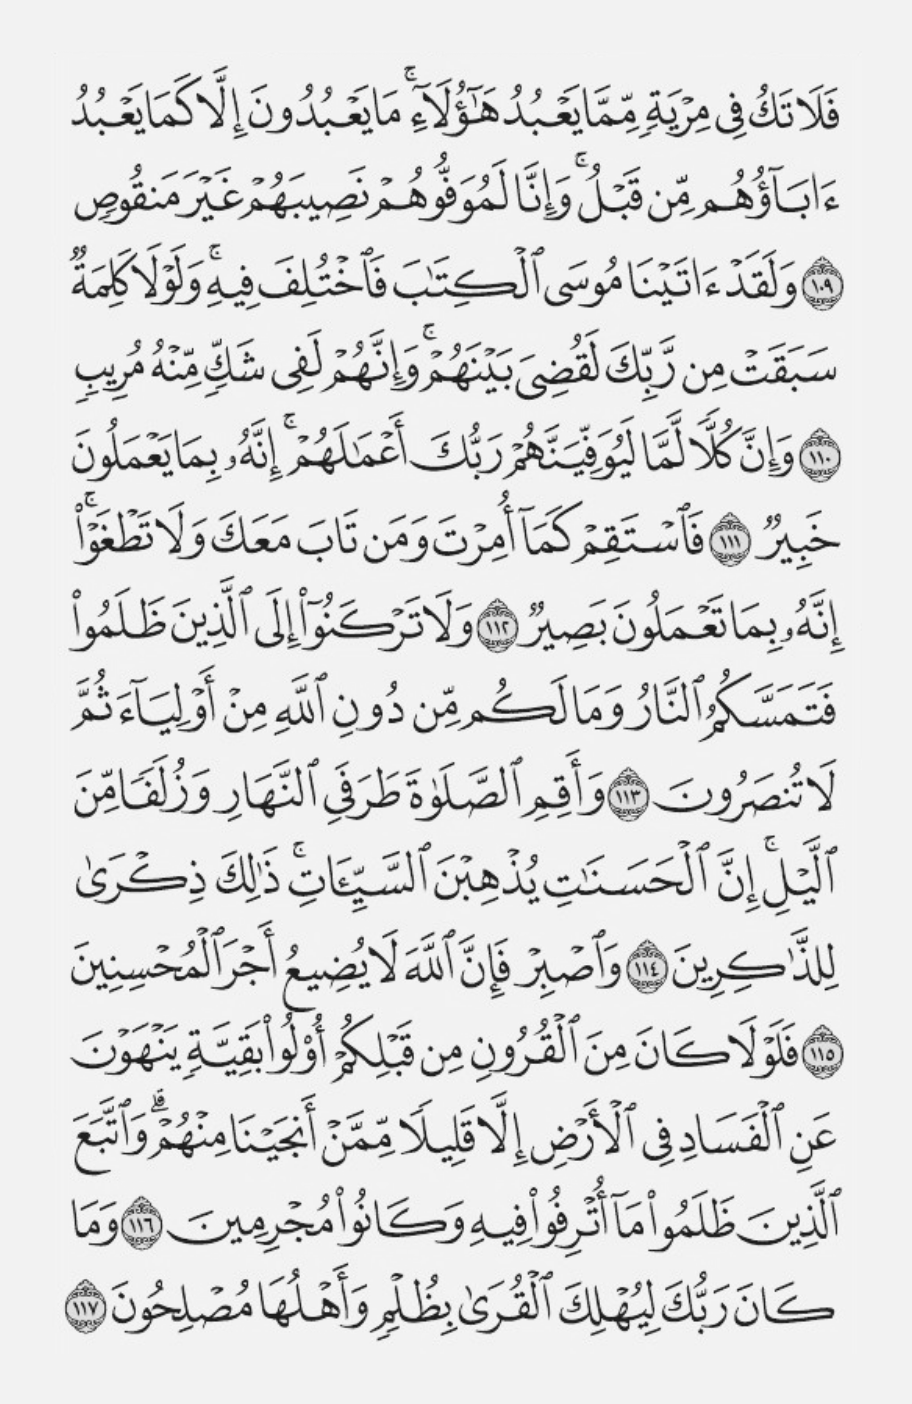 فَلَا تَكُ فِى مِرْيَةٍ مِّمَّا يَعْبُدُ هَـٰٓؤُلَآءِ ۚ مَا يَعْبُدُونَ إِلَّا كَمَا يَعْبُدُ
ءَابَآؤُهُم مِّن قَبْلُ ۚ وَإِنَّا لَمُوَفُّوهُمْ نَصِيبَهُمْ غَيْرَ مَنقُوصٍ
١٠٩ وَلَقَدْ ءَاتَيْنَا مُوسَى ٱلْكِتَـٰبَ فَٱخْتُلِفَ فِيهِ ۚ وَلَوْلَا كَلِمَةٌ
سَبَقَتْ مِن رَّبِّكَ لَقُضِىَ بَيْنَهُمْ ۚ وَإِنَّهُمْ لَفِى شَكٍّ مِّنْهُ مُرِيبٍ
١١٠ وَإِنَّ كُلًّا لَّمَّا لَيُوَفِّيَنَّهُمْ رَبُّكَ أَعْمَـٰلَهُمْ ۚ إِنَّهُۥ بِمَا يَعْمَلُونَ
خَبِيرٌ ١١١ فَٱسْتَقِمْ كَمَآ أُمِرْتَ وَمَن تَابَ مَعَكَ وَلَا تَطْغَوْا۟ ۚ
إِنَّهُۥ بِمَا تَعْمَلُونَ بَصِيرٌ ١١٢ وَلَا تَرْكَنُوٓا۟ إِلَى ٱلَّذِينَ ظَلَمُوا۟
فَتَمَسَّكُمُ ٱلنَّارُ وَمَا لَكُم مِّن دُونِ ٱللَّهِ مِنْ أَوْلِيَآءَ ثُمَّ
لَا تُنصَرُونَ ١١٣ وَأَقِمِ ٱلصَّلَوٰةَ طَرَفَىِ ٱلنَّهَارِ وَزُلَفًا مِّنَ
ٱلَّيْلِ ۚ إِنَّ ٱلْحَسَنَـٰتِ يُذْهِبْنَ ٱلسَّيِّـَٔاتِ ۚ ذَٰلِكَ ذِكْرَىٰ
لِلذَّٰكِرِينَ ١١٤ وَٱصْبِرْ فَإِنَّ ٱللَّهَ لَا يُضِيعُ أَجْرَ ٱلْمُحْسِنِينَ
١١٥ فَلَوْلَا كَانَ مِنَ ٱلْقُرُونِ مِن قَبْلِكُمْ أُو۟لُوا۟ بَقِيَّةٍ يَنْهَوْنَ
عَنِ ٱلْفَسَادِ فِى ٱلْأَرْضِ إِلَّا قَلِيلًا مِّمَّنْ أَنجَيْنَا مِنْهُمْ ۗ وَٱتَّبَعَ
ٱلَّذِينَ ظَلَمُوا۟ مَآ أُتْرِفُوا۟ فِيهِ وَكَانُوا۟ مُجْرِمِينَ ١١٦ وَمَا
كَانَ رَبُّكَ لِيُهْلِكَ ٱلْقُرَىٰ بِظُلْمٍ وَأَهْلُهَا مُصْلِحُونَ ١١٧